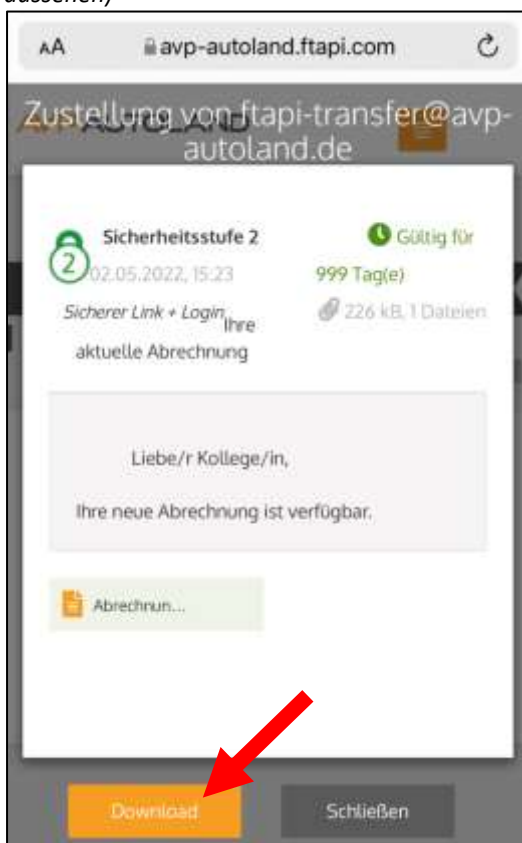 aussehen)
AA avp-autoland.ftapi.com
Zustellung von ftapi-transfer@avp-
autoland.de
AUTOLAND
Sicherheitsstufe 2
Gültig für
2
02.05.2022, 15:23
999 Tag(e)
Sicherer Link + Login
226 kB, 1 Dateien
Ihre
aktuelle Abrechnung
Liebe/r Kollege/in,
Ihre neue Abrechnung ist verfügbar.
Abrechnun...
Download
Schließen